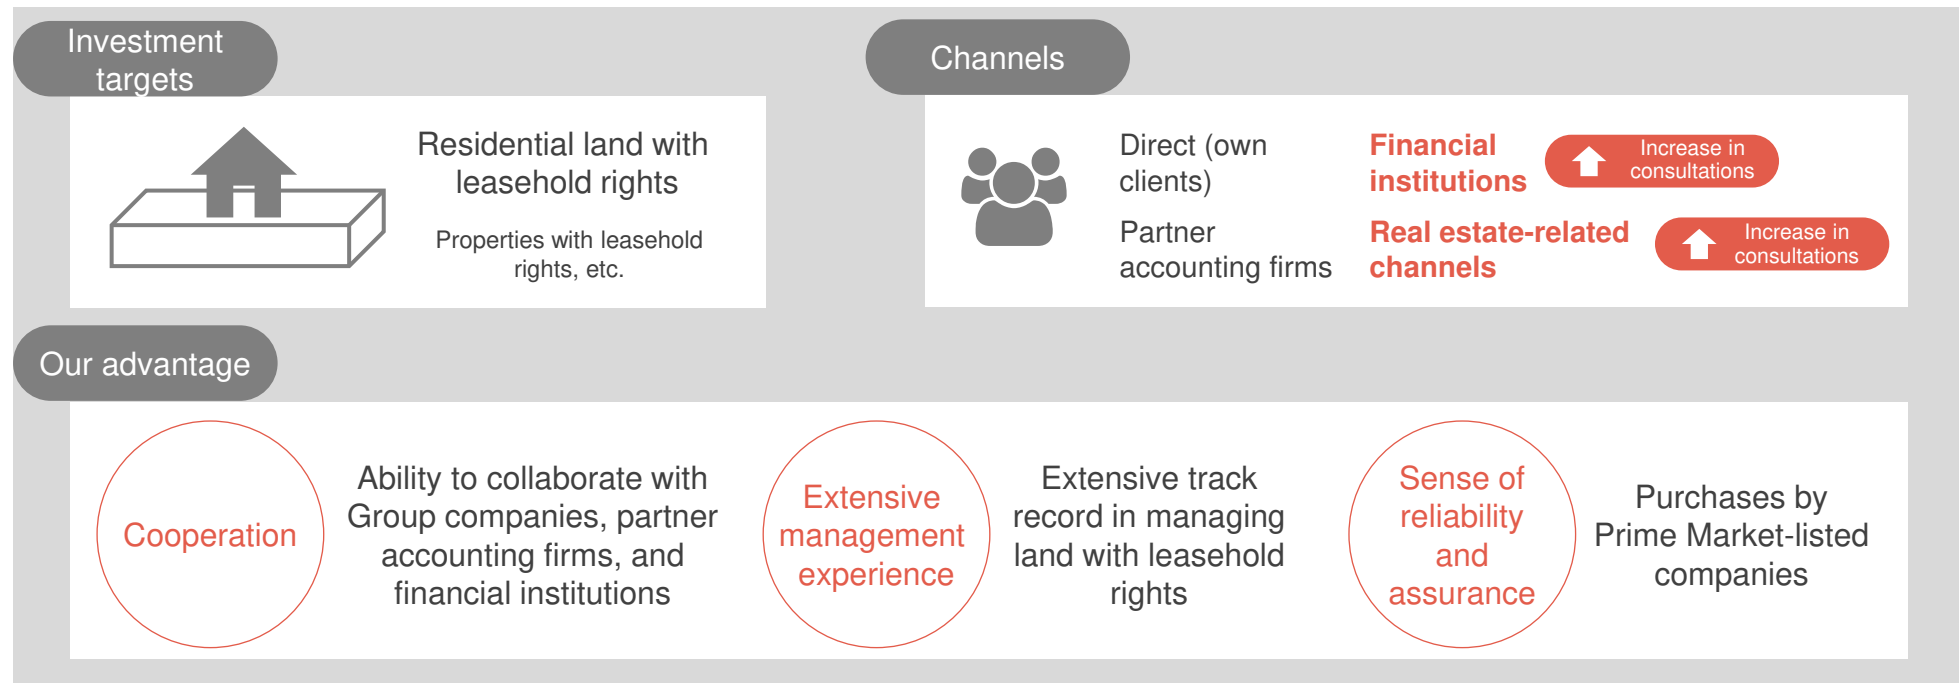 Investment
targets
Residential land with
leasehold rights
Properties with leasehold
rights, etc.
Channels
Direct (own
clients)
Partner
accounting firms
Financial
institutions
Increase in
consultations
Real estate-related
channels
Increase in
consultations
Our advantage
Cooperation
Ability to collaborate with
Group companies, partner
accounting firms, and
financial institutions
Extensive
management
experience
Extensive track
record in managing
land with leasehold
rights
Sense of
reliability
and
assurance
Purchases by
Prime Market-listed
companies